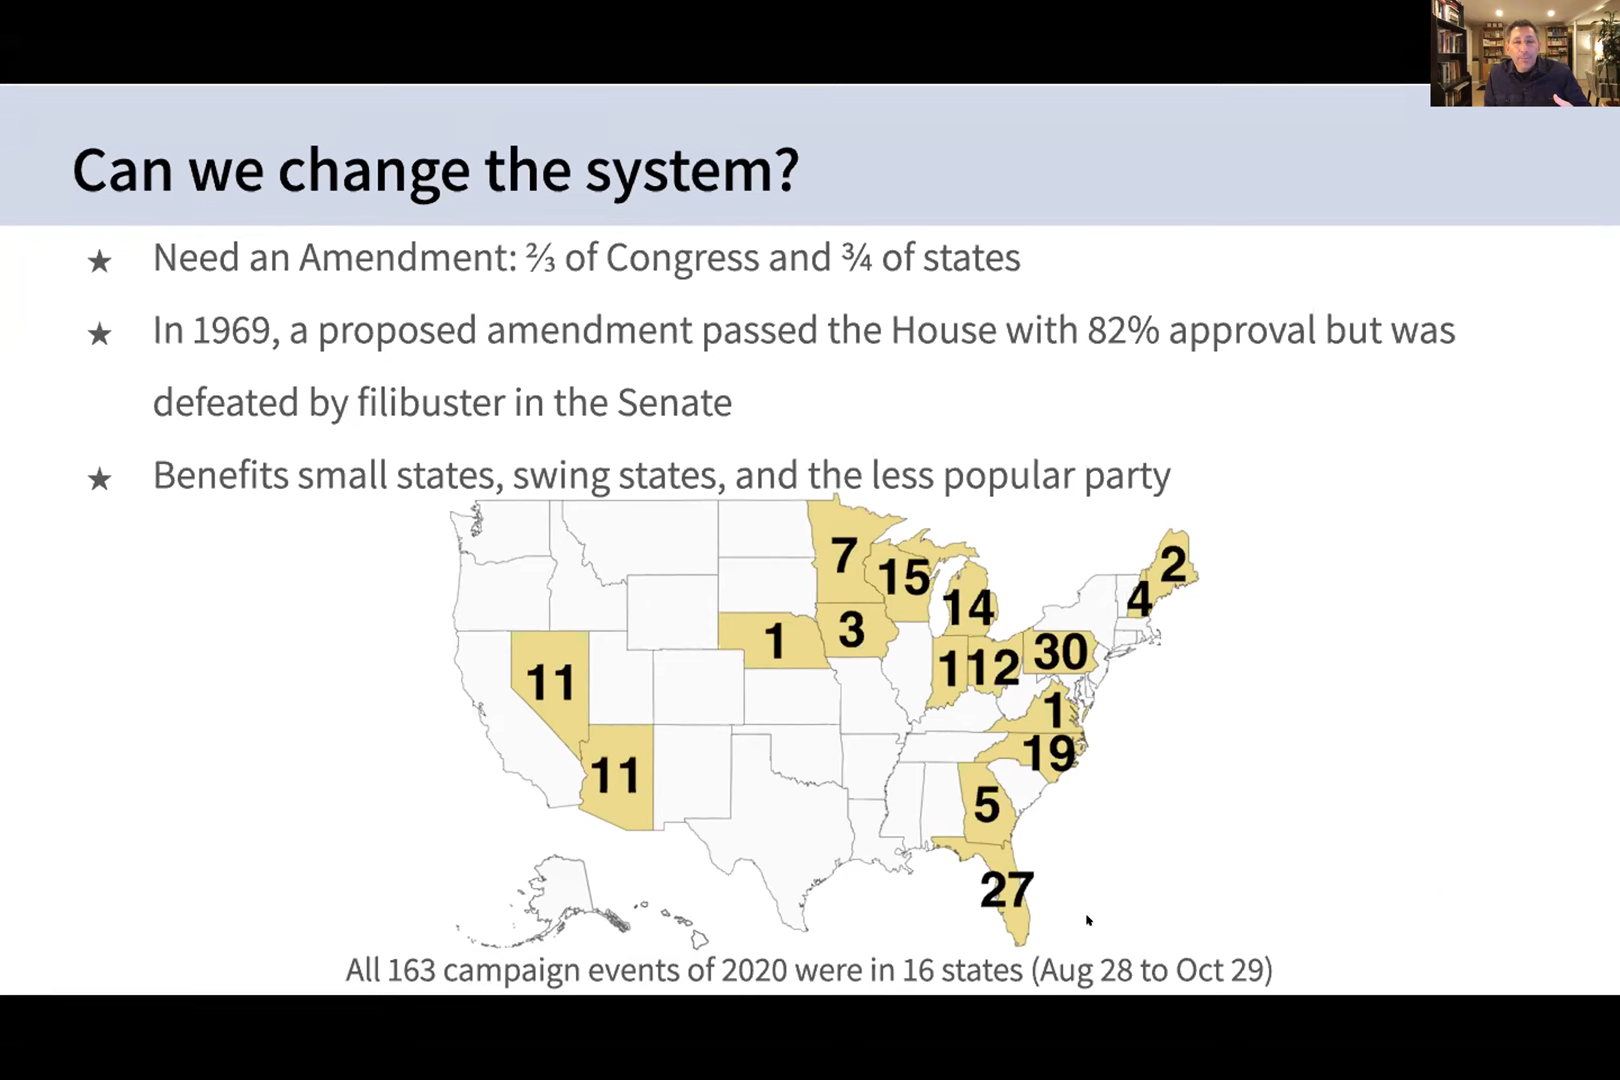 Can we change the system?
★ Need an Amendment: ⅔ of Congress and ¾ of states
★ In 1969, a proposed amendment passed the House with 82% approval but was
defeated by filibuster in the Senate
★ Benefits small states, swing states, and the less popular party
7
15
2
4
14
1
3
11
1
12
30
1
19
11
5
27
All 163 campaign events of 2020 were in 16 states (Aug 28 to Oct 29)